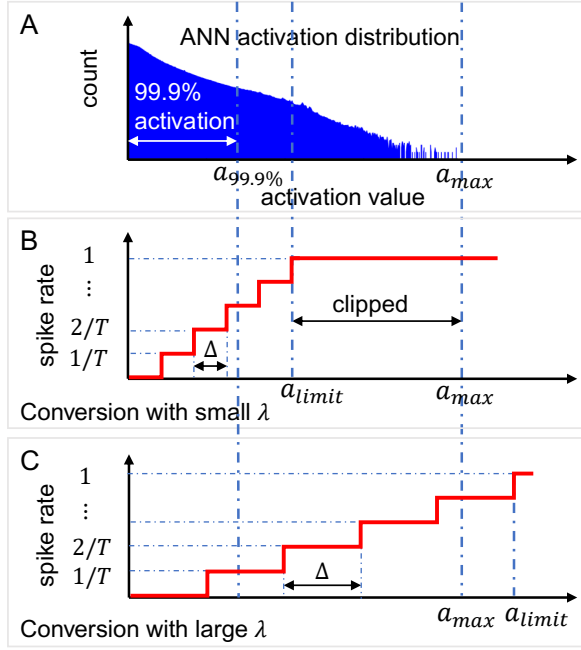 A
ANN activation distribution
count
99.9%
activation
a99.9%
amax
activation value
B
1
...
spike rate
2/T
1/T
Δ
clipped
alimit
amax
Conversion with small λ
C
1
...
spike rate
2/T
1/T
Δ
amax
alimit
Conversion with large λ